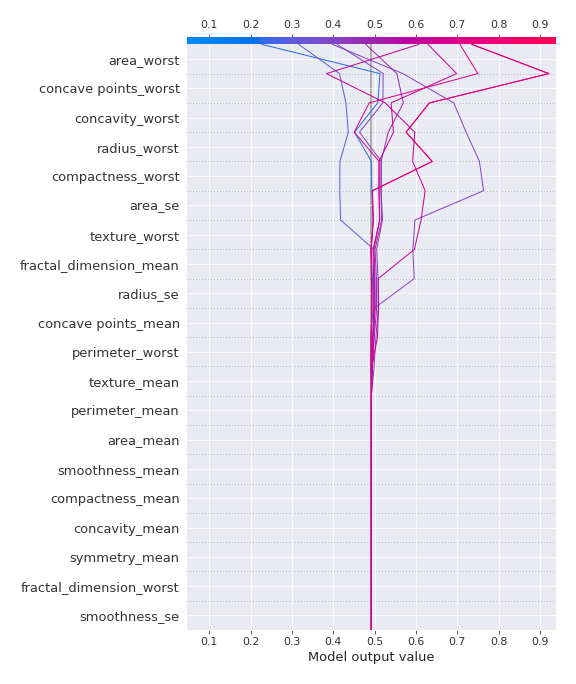 0.1 0.2 0.3 0.4 0.5 0.6 0.7 0.8 0.9
area_worst
concave points_worst
concavity_worst
radius_worst
compactness_worst
area_se
texture_worst
fractal_dimension_mean
radius_se
concave points_mean
perimeter_worst
texture_mean
perimeter_mean
area_mean
smoothness_mean
compactness_mean
concavity_mean
symmetry_mean
fractal_dimension_worst
smoothness_se
0.1 0.2 0.3 0.4 0.5 0.6 0.7 0.8 0.9
Model output value